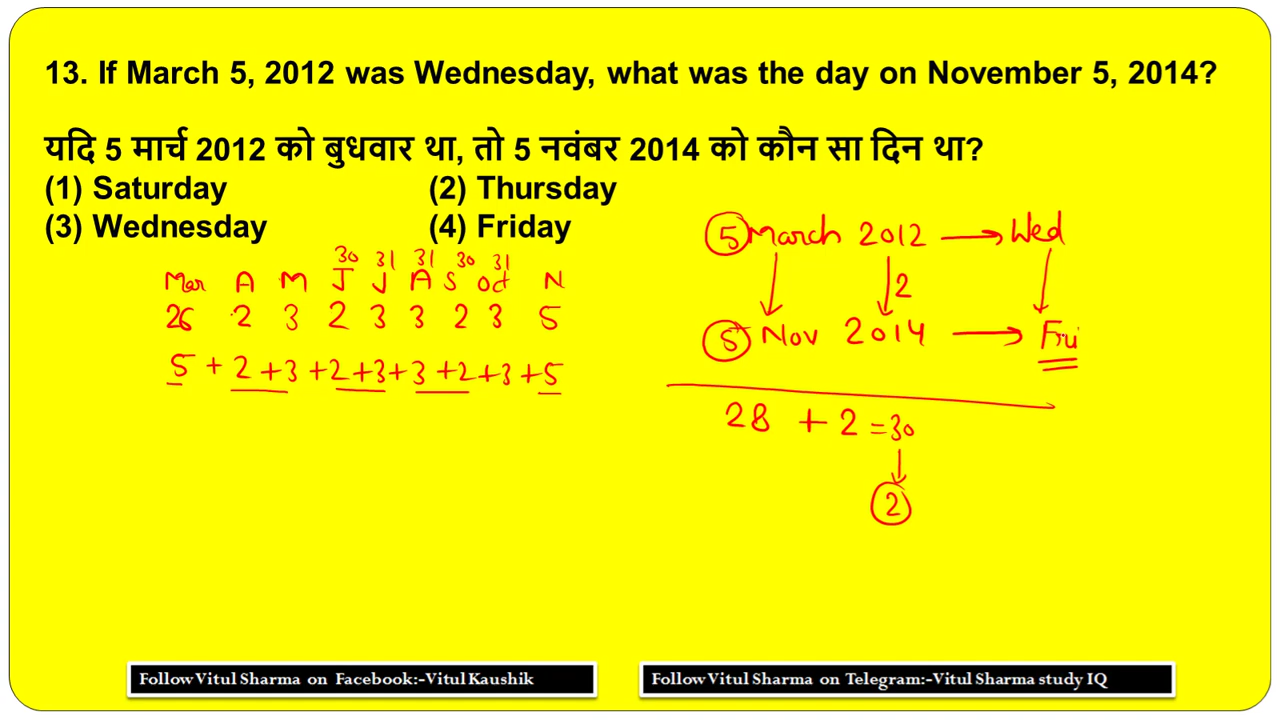 13. If March 5, 2012 was Wednesday, what was the day on November 5, 2014?
यदि 5 मार्च 2012 को बुधवार था, तो 5 नवंबर 2014 को कौन सा दिन था?
(1) Saturday (2) Thursday
(3) Wednesday (4) Friday
5 March 2012 → Wed
2
5 Nov 2014 → Fri
28 + 2 = 30
2
30 31 31 30 31
Mar A M J J A S Oct N
26 2 3 2 3 3 2 3 5
5 + 2 + 3 + 2 + 3 + 3 + 2 + 3 + 5
Follow Vitul Sharma on Facebook:-Vitul Kaushik
Follow Vitul Sharma on Telegram:-Vitul Sharma study IQ